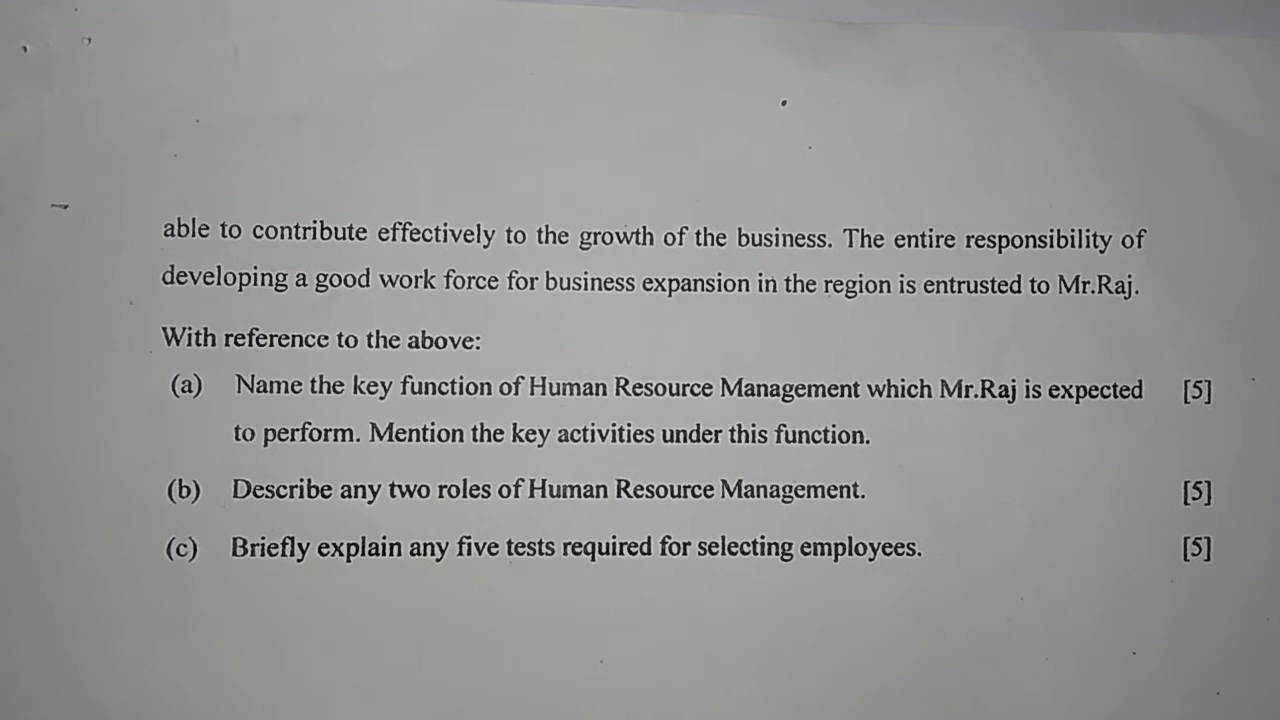 able to contribute effectively to the growth of the business. The entire responsibility of
developing a good work force for business expansion in the region is entrusted to Mr.Raj.
With reference to the above:
(a) Name the key function of Human Resource Management which Mr.Raj is expected [5]
to perform. Mention the key activities under this function.
(b) Describe any two roles of Human Resource Management. [5]
(c) Briefly explain any five tests required for selecting employees. [5]